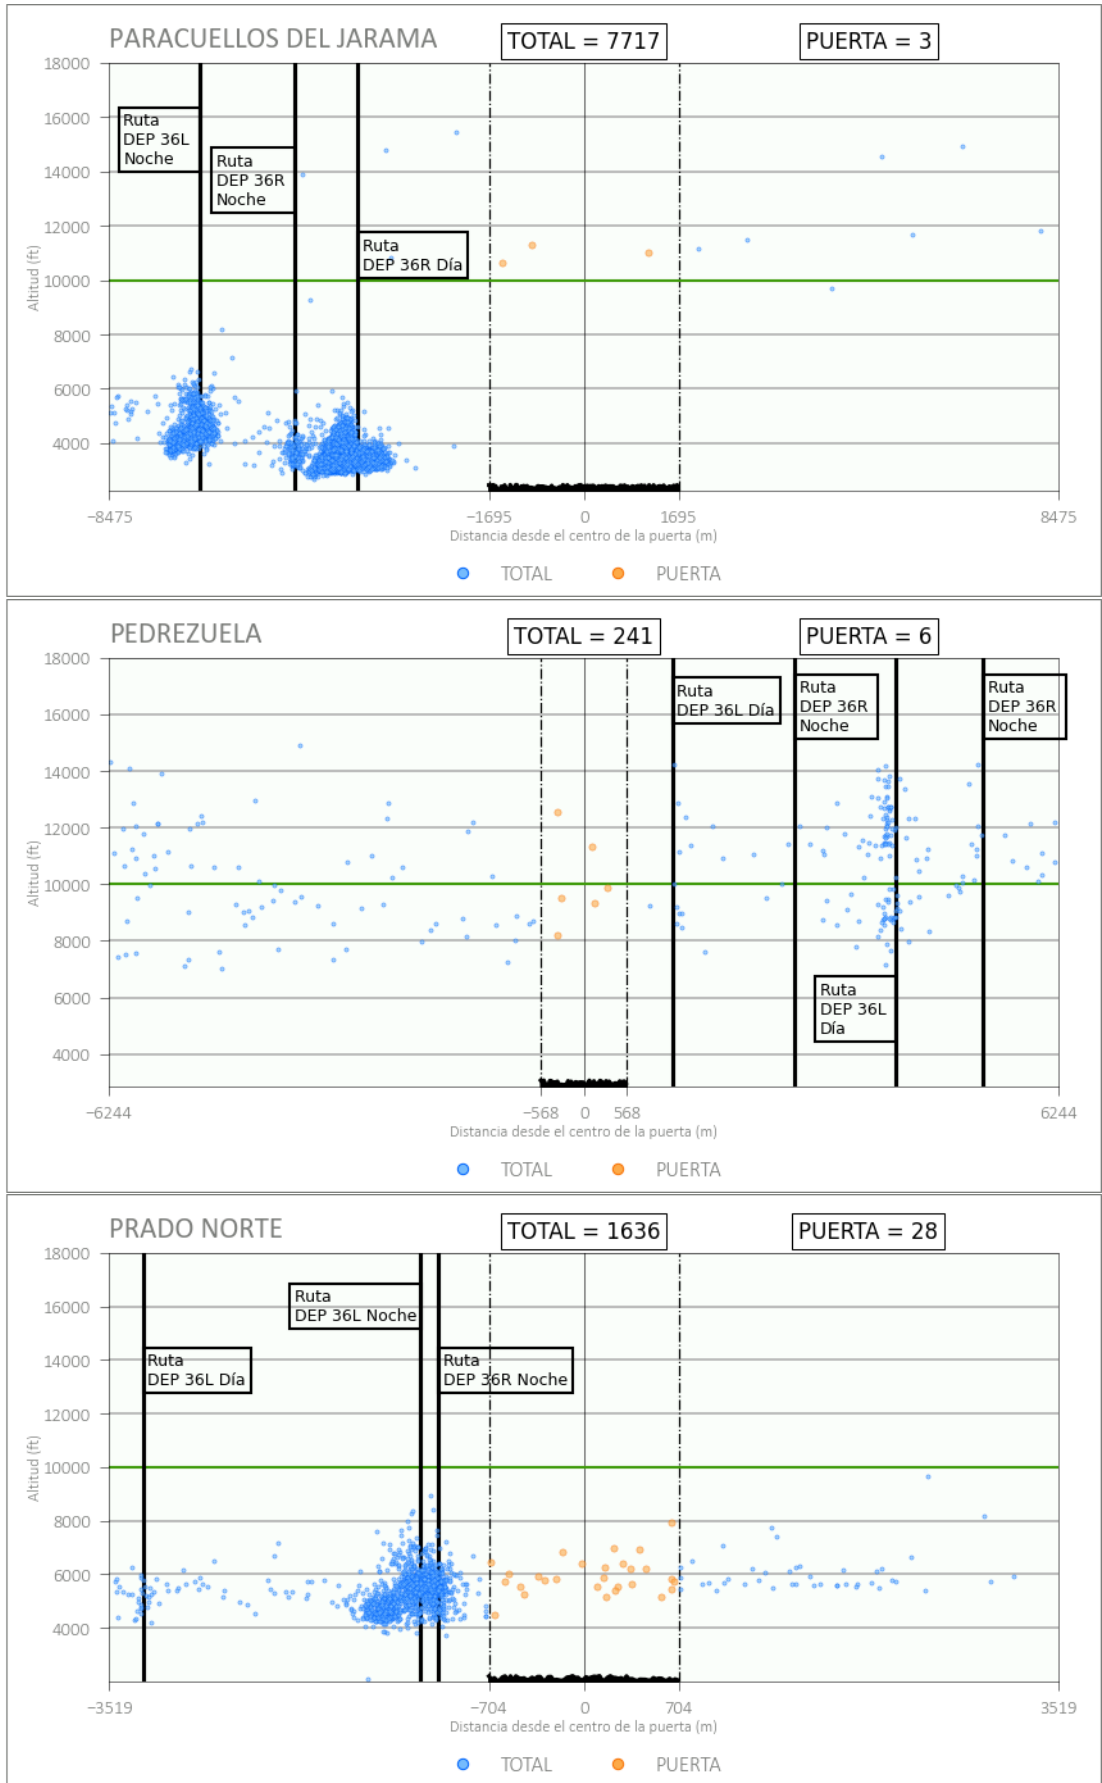 PARACUELLOS DEL JARAMA
TOTAL = 7717
PUERTA = 3
18000
16000
14000
12000
10000
8000
6000
4000
Altitud (ft)
Ruta
DEP 36L
Noche
Ruta
DEP 36R
Noche
Ruta
DEP 36R Día
−8475
−1695
0
1695
8475
Distancia desde el centro de la puerta (m)
TOTAL
PUERTA
PEDREZUELA
TOTAL = 241
PUERTA = 6
18000
16000
14000
12000
10000
8000
6000
4000
Altitud (ft)
Ruta
DEP 36L Día
Ruta
DEP 36R
Noche
Ruta
DEP 36R
Noche
Ruta
DEP 36L
Día
−6244
−568
0
568
6244
Distancia desde el centro de la puerta (m)
TOTAL
PUERTA
PRADO NORTE
TOTAL = 1636
PUERTA = 28
18000
16000
14000
12000
10000
8000
6000
4000
Altitud (ft)
Ruta
DEP 36L Noche
Ruta
DEP 36L Día
Ruta
DEP 36R Noche
−3519
−704
0
704
3519
Distancia desde el centro de la puerta (m)
TOTAL
PUERTA